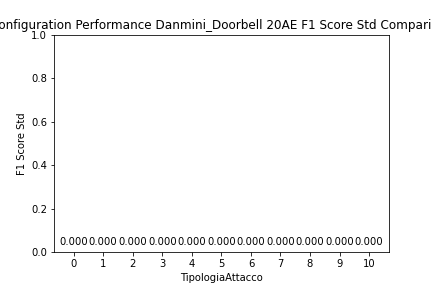 onfiguration Performance Danmini_Doorbell 20AE F1 Score Std Compari
1.0
0.8
0.6
0.4
0.2
0.0
F1 Score Std
0.000 0.000 0.000 0.000 0.000 0.000 0.000 0.000 0.000 0.000 0.000
0 1 2 3 4 5 6 7 8 9 10
TipologiaAttacco